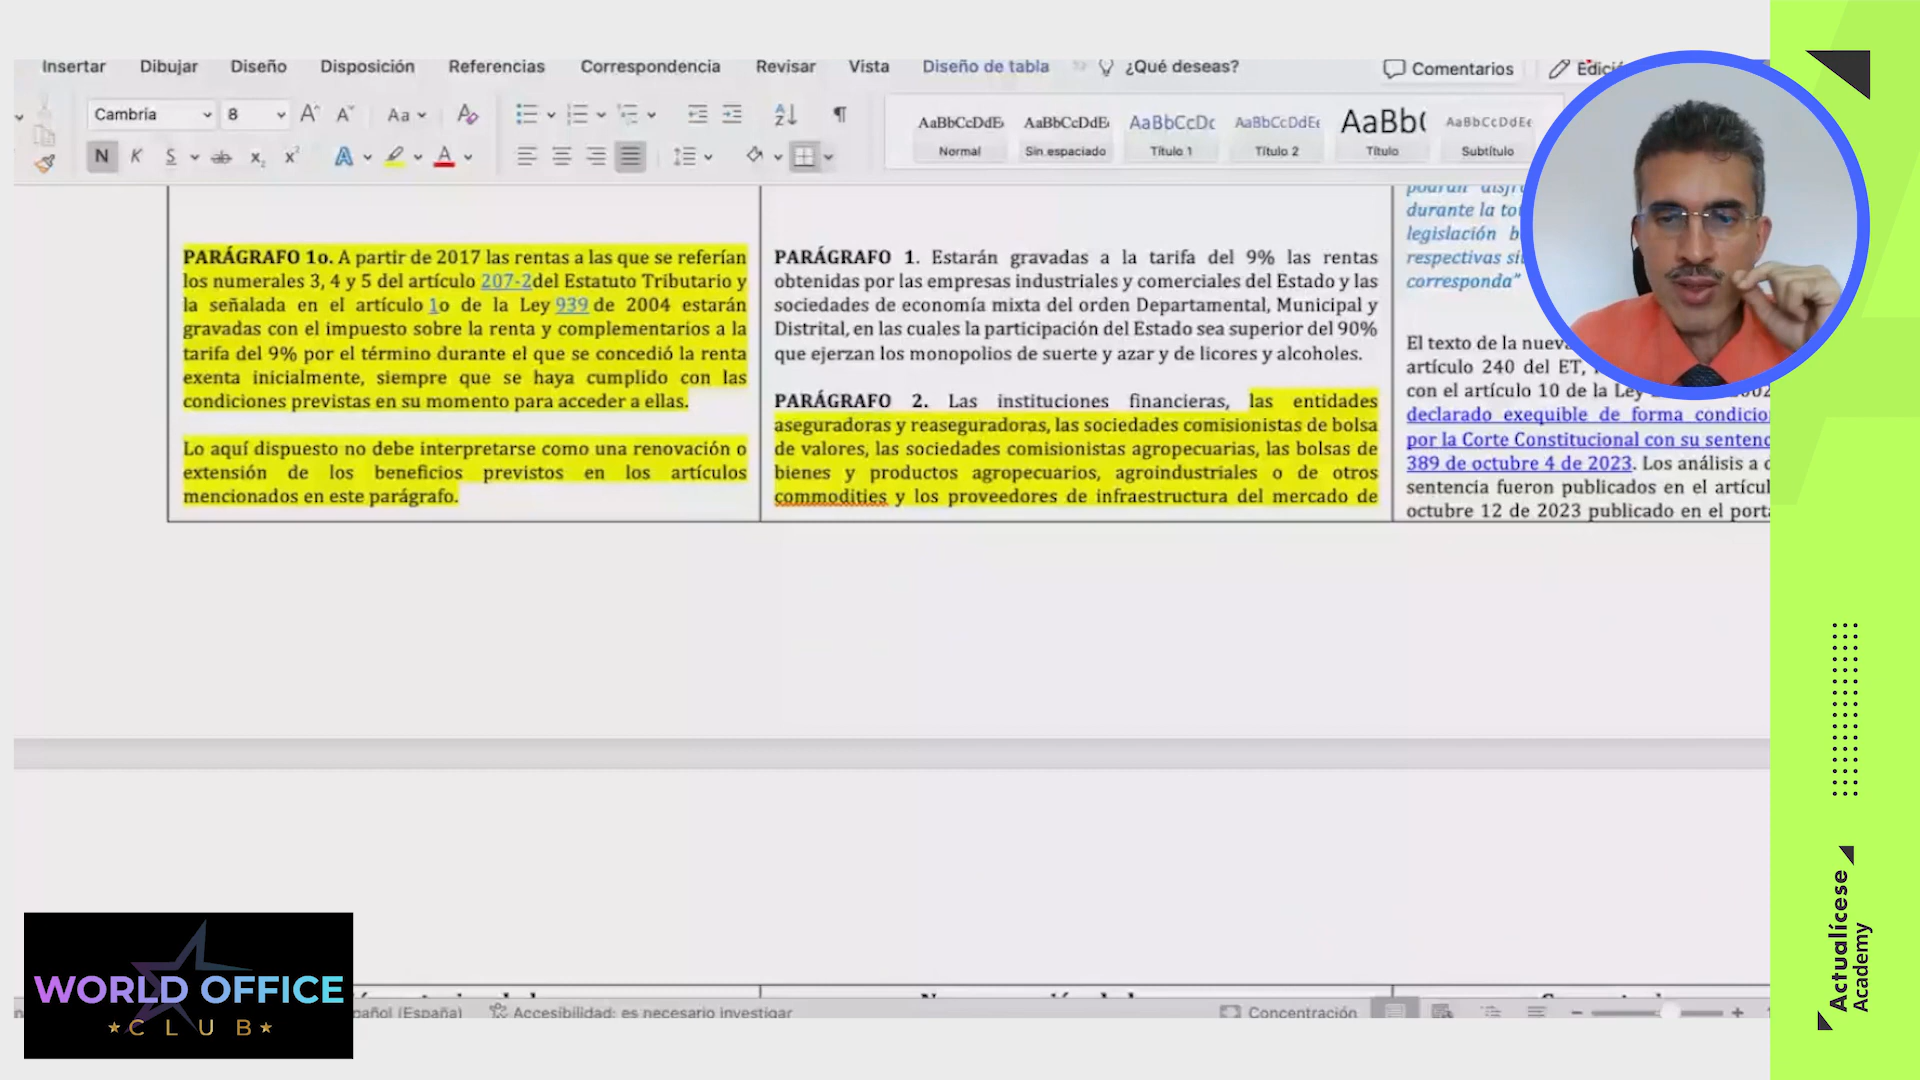 Insertar Dibujar Diseño Disposición Referencias Correspondencia Revisar Vista Diseño de tabla ¿Qué deseas? Comentarios
Cambria 8 Aa
N K S ab x₂ x² A A
AaBbCcDdE AaBbCcDdE AaBbCcDc AaBbCcDdEe AaBb( AaBbCcDdEe
Normal Sin espaciado Título 1 Título 2 Título Subtítulo
PARÁGRAFO 1o. A partir de 2017 las rentas a las que se referían
los numerales 3, 4 y 5 del artículo 207-2del Estatuto Tributario y
la señalada en el artículo 1o de la Ley 939 de 2004 estarán
gravadas con el impuesto sobre la renta y complementarios a la
tarifa del 9% por el término durante el que se concedió la renta
exenta inicialmente, siempre que se haya cumplido con las
condiciones previstas en su momento para acceder a ellas.
Lo aquí dispuesto no debe interpretarse como una renovación o
extensión de los beneficios previstos en los artículos
mencionados en este parágrafo.
PARÁGRAFO 1. Estarán gravadas a la tarifa del 9% las rentas
obtenidas por las empresas industriales y comerciales del Estado y las
sociedades de economía mixta del orden Departamental, Municipal y
Distrital, en las cuales la participación del Estado sea superior del 90%
que ejerzan los monopolios de suerte y azar y de licores y alcoholes.
PARÁGRAFO 2. Las instituciones financieras, las entidades
aseguradoras y reaseguradoras, las sociedades comisionistas de bolsa
de valores, las sociedades comisionistas agropecuarias, las bolsas de
bienes y productos agropecuarios, agroindustriales o de otros
commodities y los proveedores de infraestructura del mercado de
durante la
legislación
respectivas
corresponda"
El texto de la
artículo 240 del ET,
con el artículo 10 de la Ley
declarado exequible de forma
por la Corte Constitucional con su
389 de octubre 4 de 2023. Los análisis a
sentencia fueron publicados en el
octubre 12 de 2023 publicado en el
Accesibilidad: es necesario investigar
(España)
Concentración
WORLD OFFICE
CLUB
Actualícese
Academy